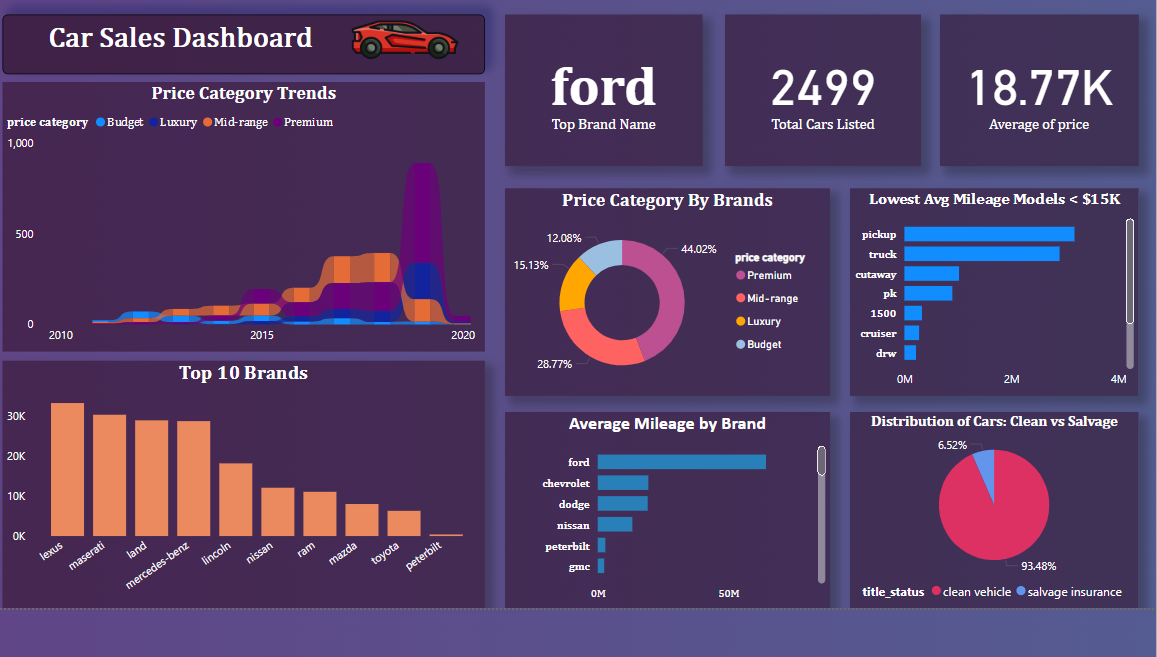 Car Sales Dashboard
ford
Top Brand Name
2499
Total Cars Listed
18.77K
Average of price
Price Category Trends
price category Budget Luxury Mid-range Premium
1,000
500
0
2010 2015 2020
Price Category By Brands
12.08%
44.02%
15.13%
28.77%
price category
Premium
Mid-range
Luxury
Budget
Lowest Avg Mileage Models < $15K
pickup
truck
cutaway
pk
1500
cruiser
drw
0M 2M 4M
Top 10 Brands
30K
20K
10K
0K
lexus maserati land mercedes-benz lincoln nissan ram mazda toyota peterbilt
Average Mileage by Brand
ford
chevrolet
dodge
nissan
peterbilt
gmc
0M 50M
Distribution of Cars: Clean vs Salvage
6.52%
93.48%
title_status clean vehicle salvage insurance